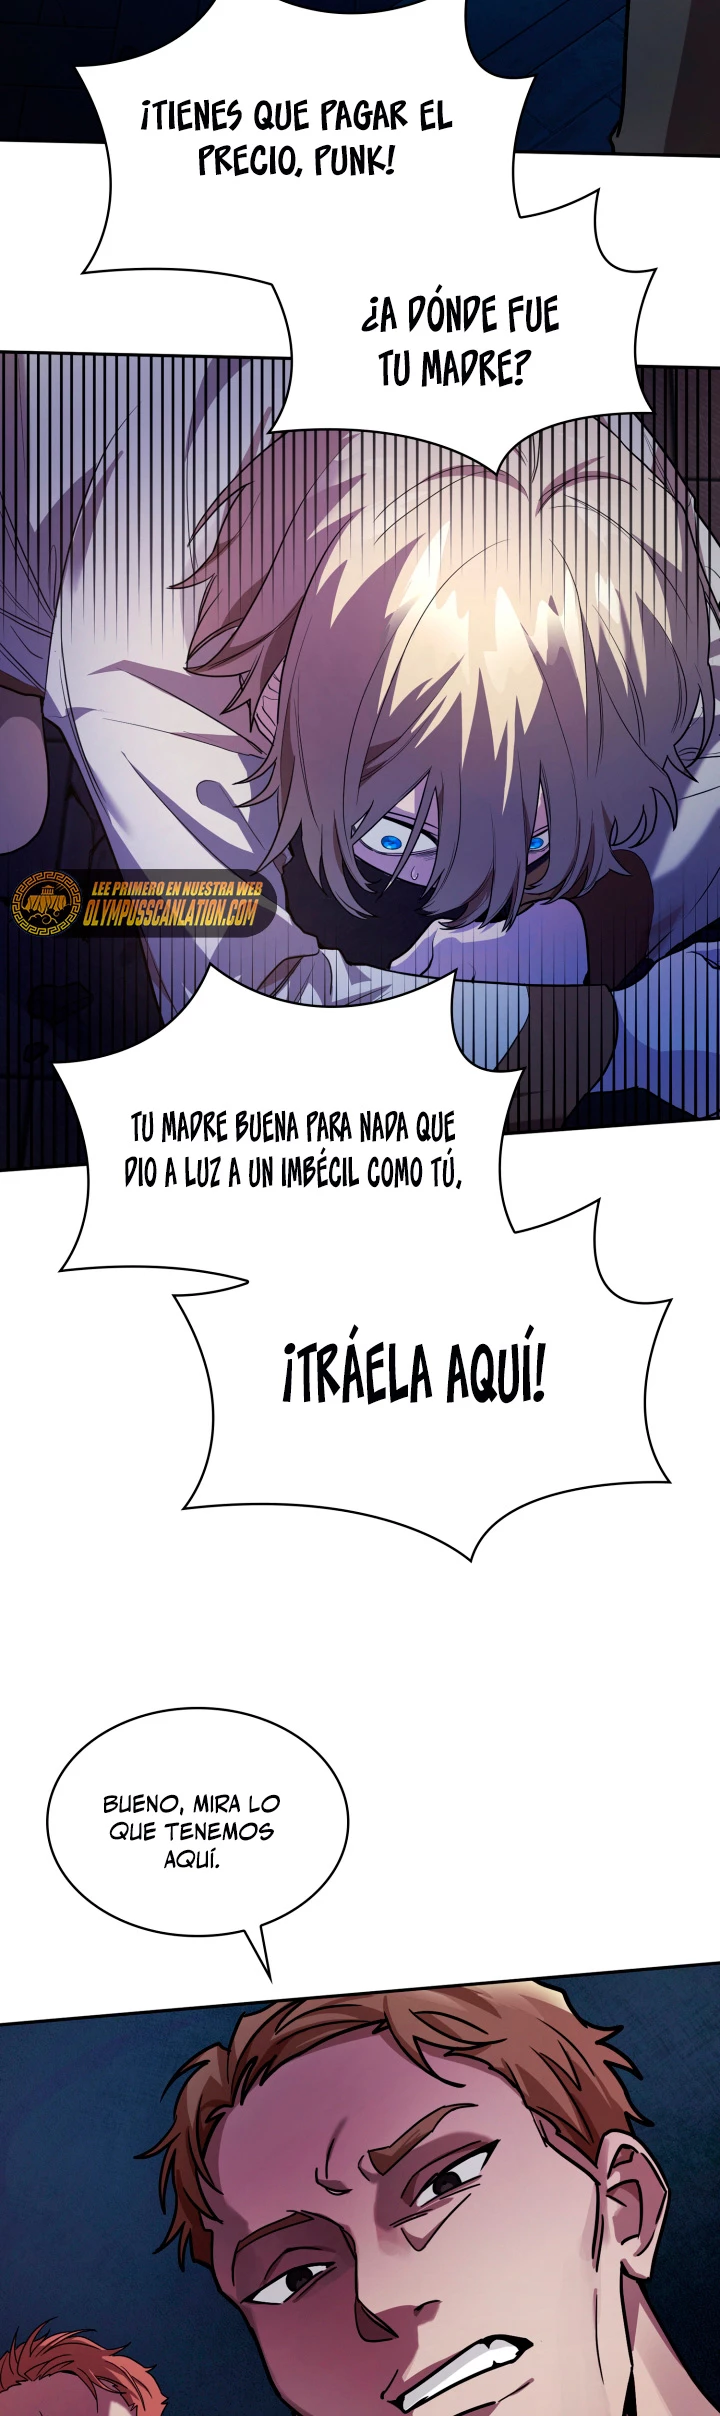 ¡TIENES QUE PAGAR EL
PRECIO, PUNK!
¿A DÓNDE FUE
TU MADRE?
LEE PRIMERO EN NUESTRA WEB
OLYMPUSSCANLATION.COM
TU MADRE BUENA PARA NADA QUE
DIO A LUZ A UN IMBÉCIL COMO TÚ,
¡TRÁELA AQUÍ!
BUENO, MIRA LO
QUE TENEMOS
AQUÍ.